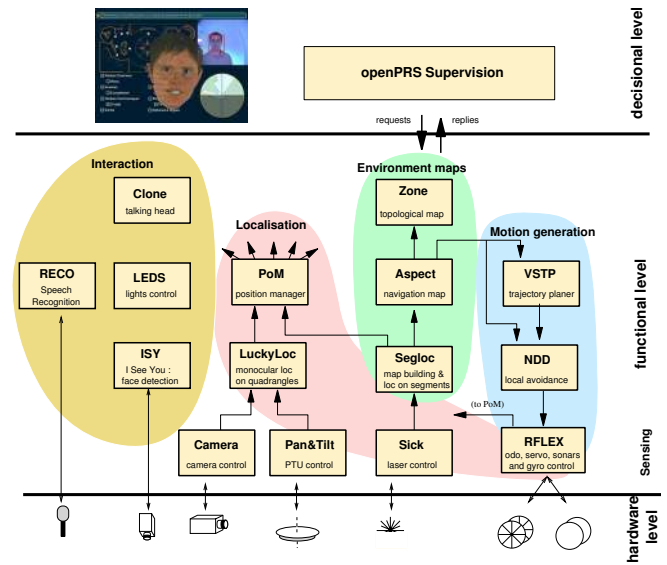 openPRS Supervision
decisional level
requests
replies
Interaction
Environment maps
Clone
talking head
Zone
topological map
Localisation
Motion generation
RECO
Speech
Recognition
LEDS
lights control
PoM
position manager
Aspect
navigation map
VSTP
trajectory planer
functional level
ISY
I See You :
face detection
LuckyLoc
monocular loc
on quadrangles
Segloc
map building &
loc on segments
NDD
local avoidance
(to PoM)
Camera
camera control
Pan&Tilt
PTU control
Sick
laser control
RFLEX
odo, servo, sonars
and gyro control
Sensing
hardware
level